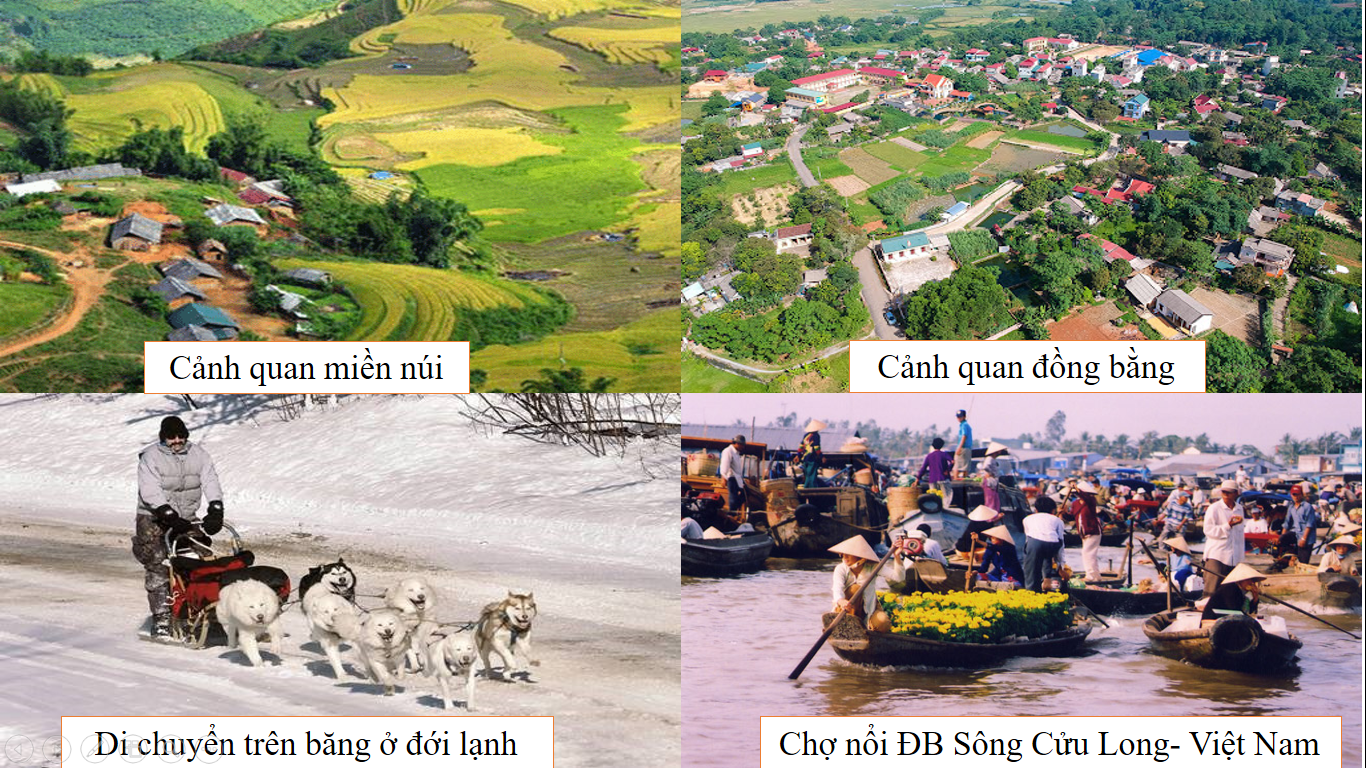 Cảnh quan miền núi
Cảnh quan đồng bằng
Di chuyển trên băng ở đới lạnh
Chợ nổi ĐB Sông Cửu Long- Việt Nam